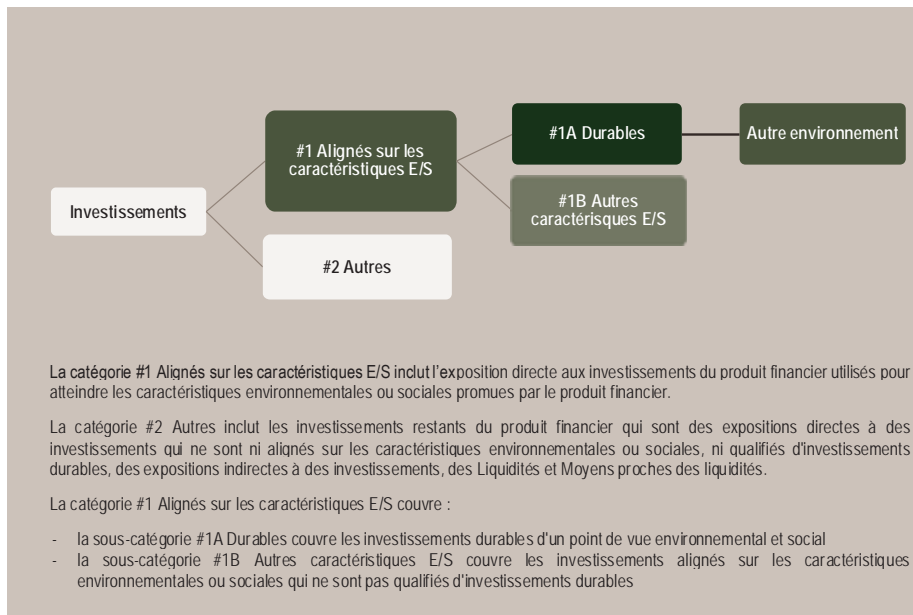 #1A Durables
Autre environnement
#1 Alignés sur les
caractéristiques E/S
#1B Autres
caractérisques E/S
Investissements
#2 Autres
La catégorie #1 Alignés sur les caractéristiques E/S inclut l'exposition directe aux investissements du produit financier utilisés pour
atteindre les caractéristiques environnementales ou sociales promues par le produit financier.
La catégorie #2 Autres inclut les investissements restants du produit financier qui sont des expositions directes à des
investissements qui ne sont ni alignés sur les caractéristiques environnementales ou sociales, ni qualifiés d'investissements
durables, des expositions indirectes à des investissements, des Liquidités et Moyens proches des liquidités.
La catégorie #1 Alignés sur les caractéristiques E/S couvre :
- la sous-catégorie #1A Durables couvre les investissements durables d'un point de vue environnemental et social
- la sous-catégorie #1B Autres caractéristiques E/S couvre les investissements alignés sur les caractéristiques
environnementales ou sociales qui ne sont pas qualifiés d'investissements durables